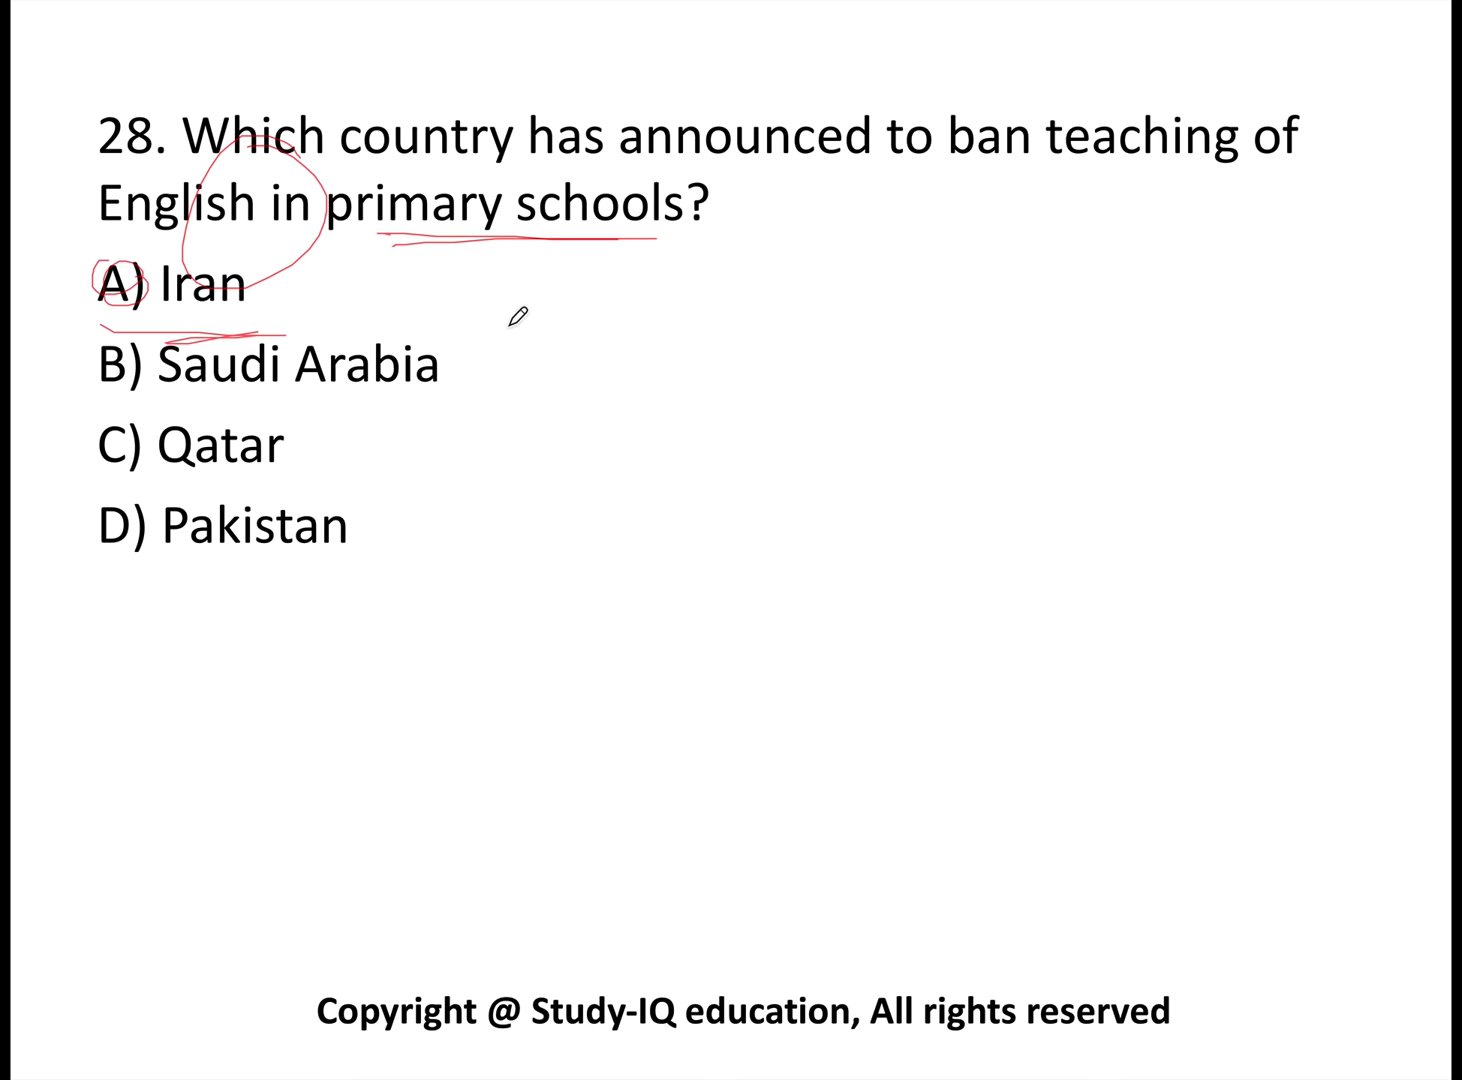 28. Which country has announced to ban teaching of
English in primary schools?
A) Iran
B) Saudi Arabia
C) Qatar
D) Pakistan
Copyright @ Study-IQ education, All rights reserved